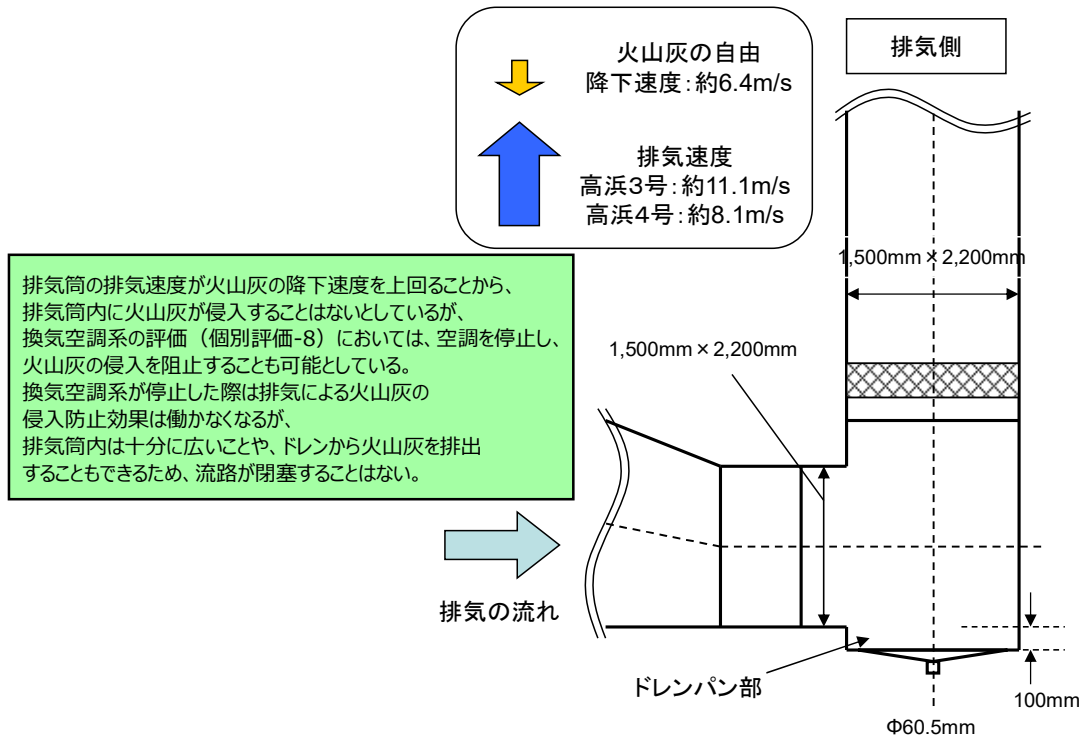 火山灰の自由
降下速度：約6.4m/s
排気速度
高浜3号：約11.1m/s
高浜4号：約8.1m/s
排気側
排気筒の排気速度が火山灰の降下速度を上回ることから、
排気筒内に火山灰が侵入することはないとしているが、
換気空調系の評価（個別評価-8）においては、空調を停止し、
火山灰の侵入を阻止することも可能としている。
換気空調系が停止した際は排気による火山灰の
侵入防止効果は働かなくなるが、
排気筒内は十分に広いことや、ドレンから火山灰を排出
することもできるため、流路が閉塞することはない。
1,500mm×2,200mm
1,500mm×2,200mm
排気の流れ
ドレンパン部
100mm
Φ60.5mm